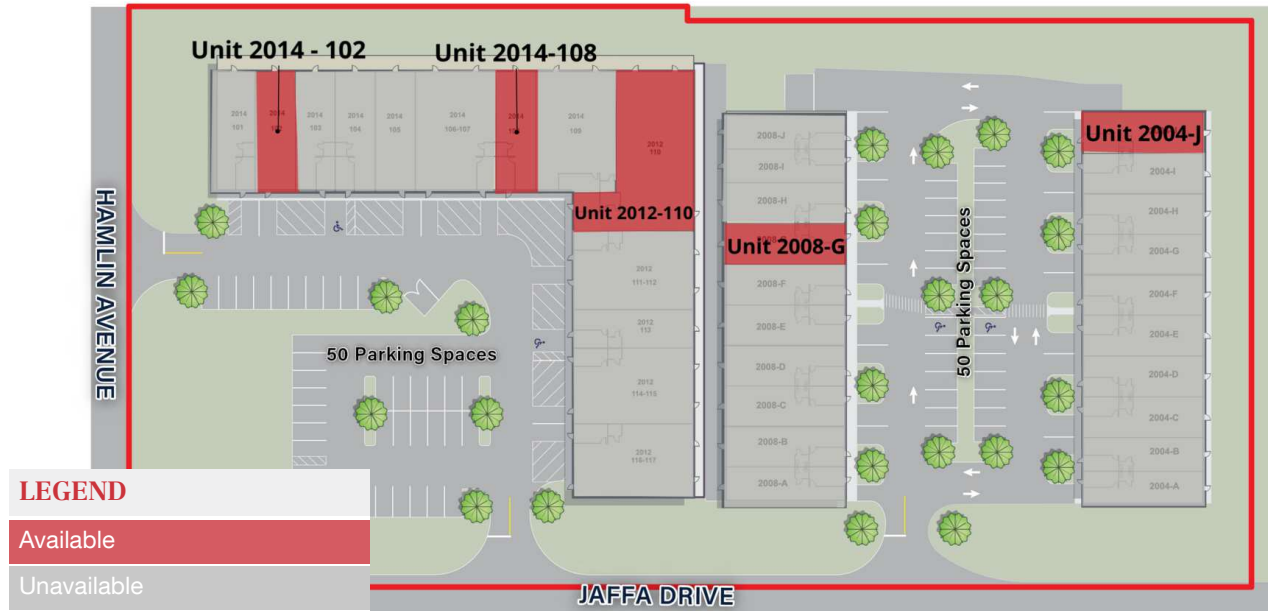 Unit 2014 - 102
Unit 2014-108
2014
101
2014
2014
103
2014
104
2014
105
2014
106-107
2014
2014
109
2012
110
Unit 2012-110
2012
111-112
2012
113
2012
114-115
2012
116-117
2008-J
2008-I
2008-H
Unit 2008-G
2008-F
2008-E
2008-D
2008-C
2008-B
2008-A
Unit 2004-J
2004-I
2004-H
2004-G
2004-F
2004-E
2004-D
2004-C
2004-B
2004-A
HAMLIN AVENUE
50 Parking Spaces
50 Parking Spaces
JAFFA DRIVE
LEGEND
Available
Unavailable